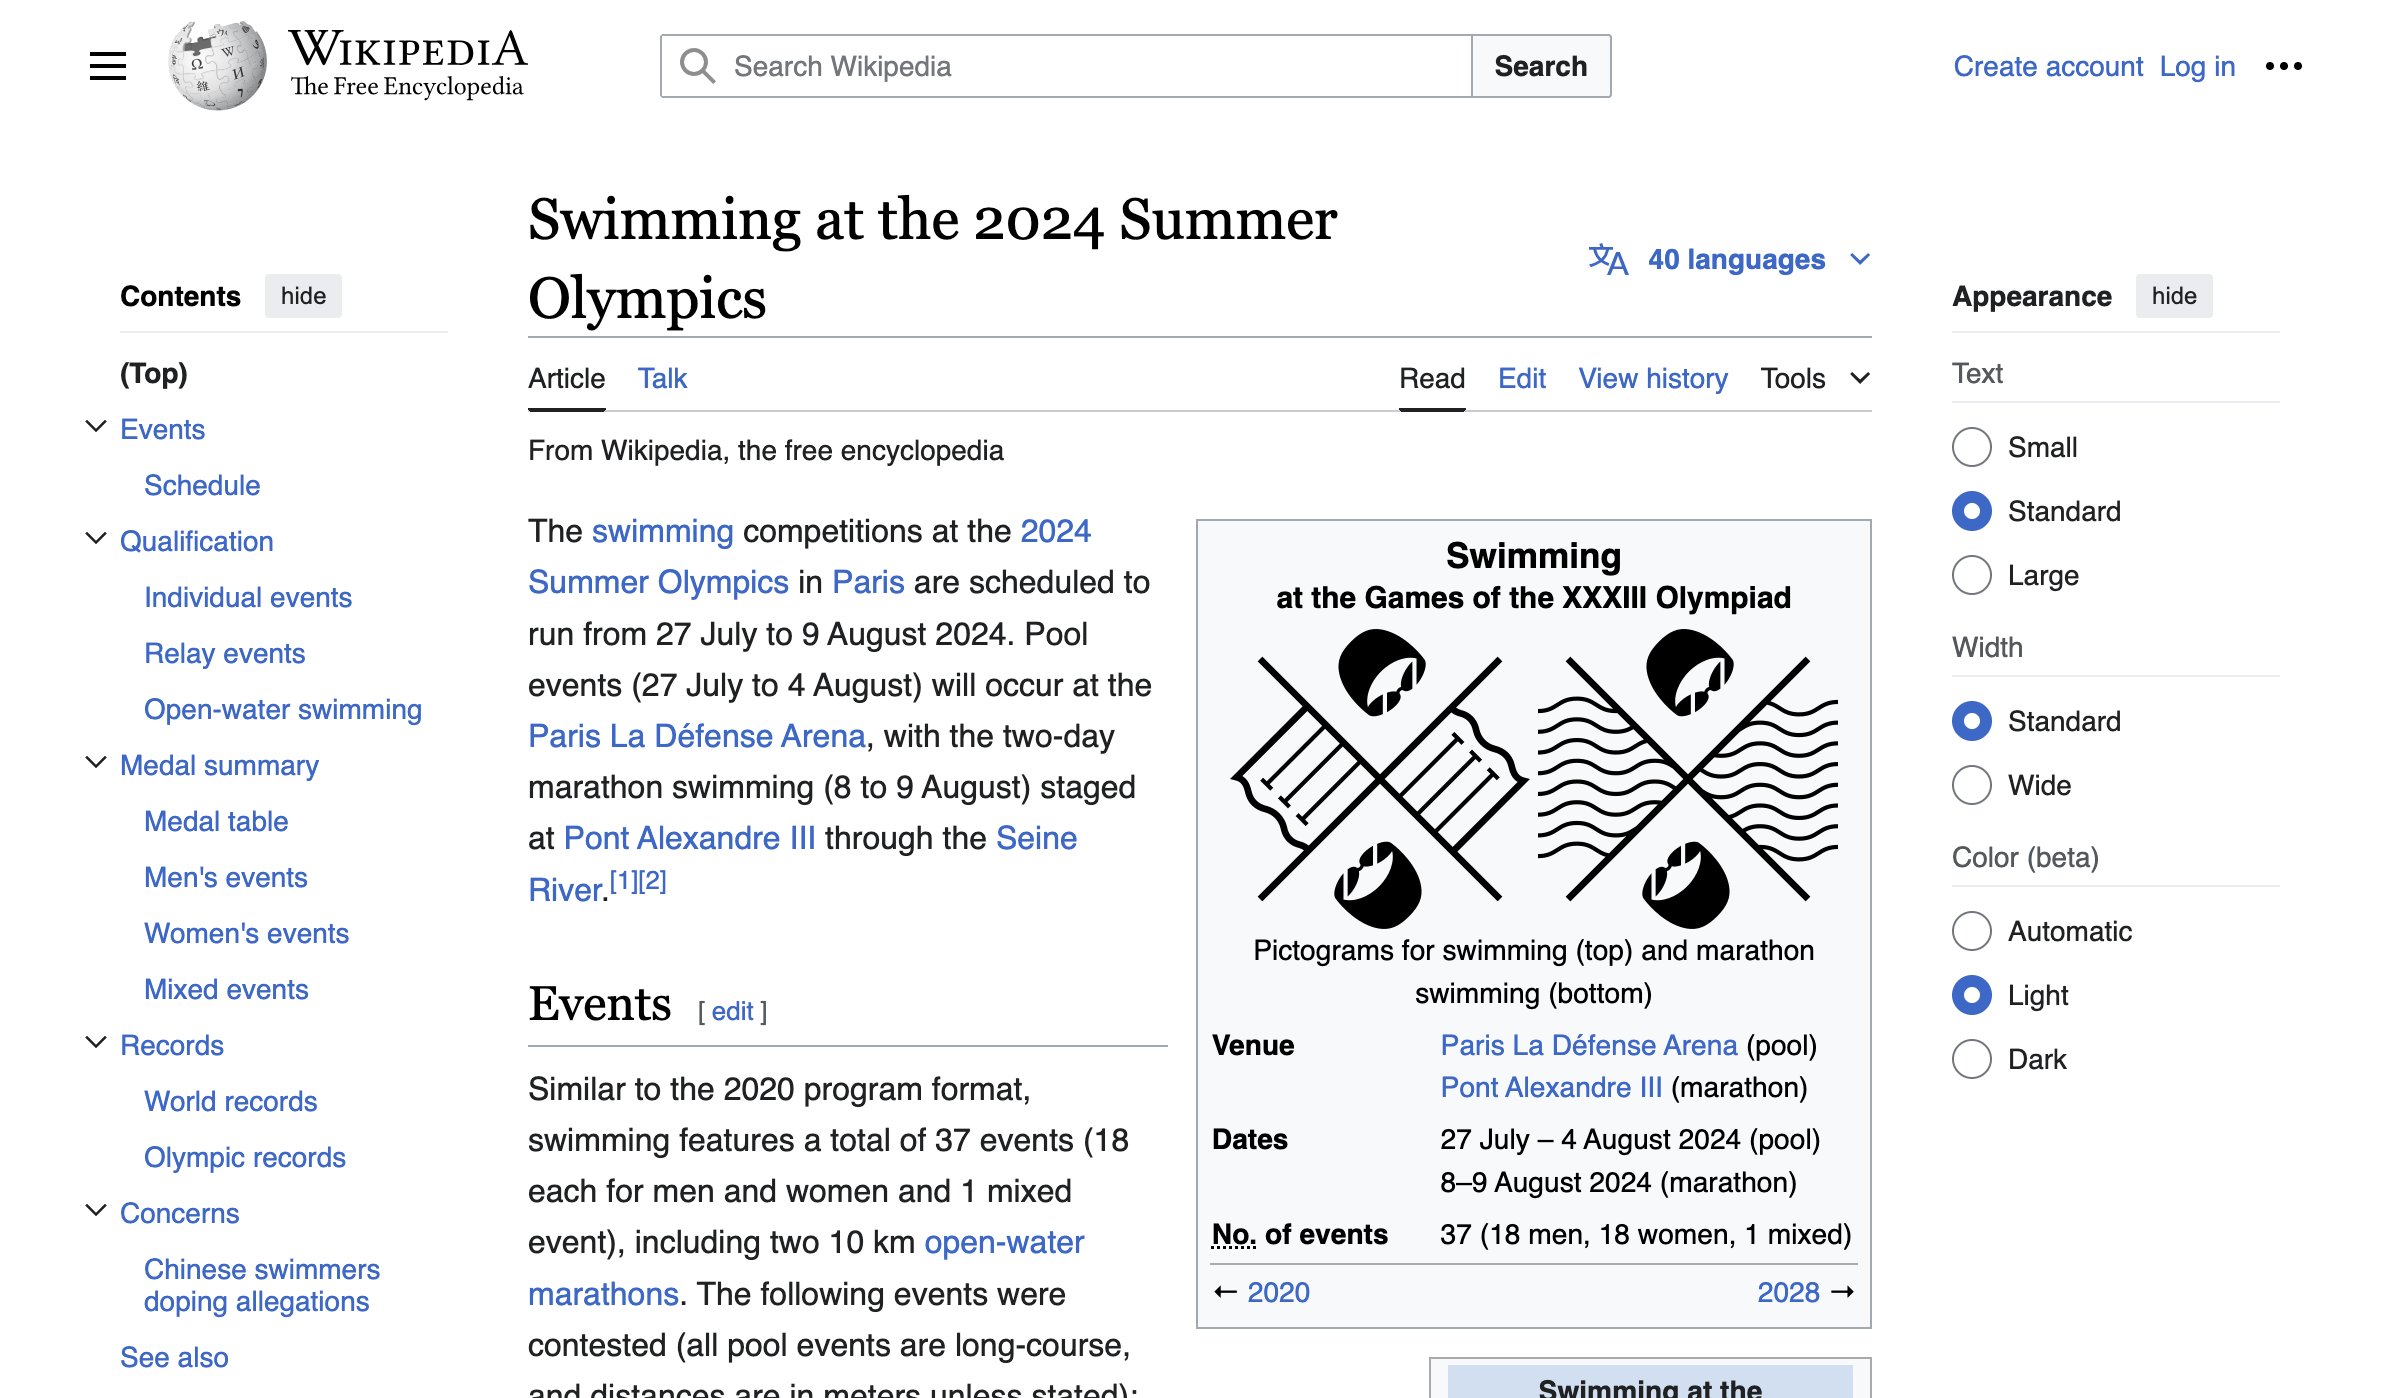 WIKIPEDIA
The Free Encyclopedia
Search Wikipedia
Search
Create account
Log in
Contents
hide
(Top)
Events
Schedule
Qualification
Individual events
Relay events
Open-water swimming
Medal summary
Medal table
Men's events
Women's events
Mixed events
Records
World records
Olympic records
Concerns
Chinese swimmers
doping allegations
See also
Swimming at the 2024 Summer
Olympics
40 languages
Article
Talk
Read
Edit
View history
Tools
From Wikipedia, the free encyclopedia
The swimming competitions at the 2024
Summer Olympics in Paris are scheduled to
run from 27 July to 9 August 2024. Pool
events (27 July to 4 August) will occur at the
Paris La Défense Arena, with the two-day
marathon swimming (8 to 9 August) staged
at Pont Alexandre III through the Seine
River.[1][2]
Events [ edit ]
Similar to the 2020 program format,
swimming features a total of 37 events (18
each for men and women and 1 mixed
event), including two 10 km open-water
marathons. The following events were
contested (all pool events are long-course,
and distances are in meters unless stated):
Swimming
at the Games of the XXXIII Olympiad
Pictograms for swimming (top) and marathon
swimming (bottom)
Venue
Paris La Défense Arena (pool)
Pont Alexandre III (marathon)
Dates
27 July – 4 August 2024 (pool)
8–9 August 2024 (marathon)
No. of events
37 (18 men, 18 women, 1 mixed)
← 2020
2028 →
Swimming at the
Appearance
hide
Text
Small
Standard
Large
Width
Standard
Wide
Color (beta)
Automatic
Light
Dark